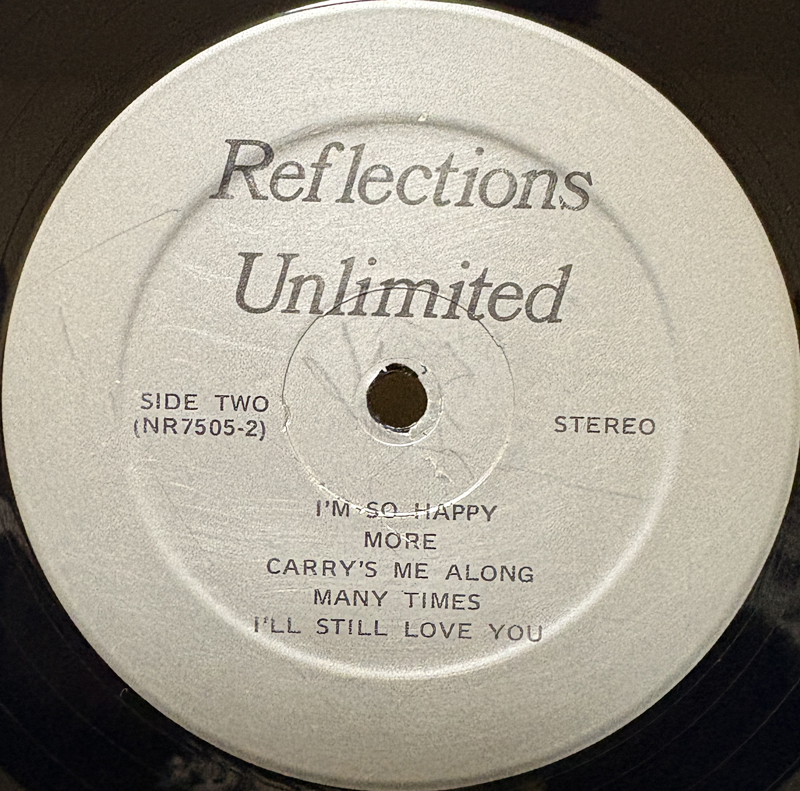 Reflections
Unlimited
SIDE TWO
(NR7505-2)
STEREO
I'M SO HAPPY
MORE
CARRY'S ME ALONG
MANY TIMES
I'LL STILL LOVE YOU